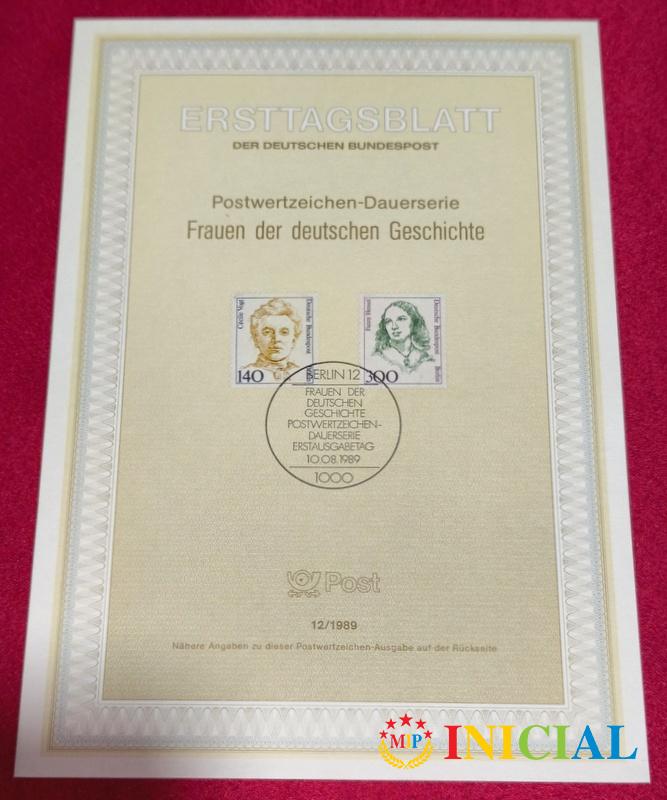 ERSTTAGSBLATT
DER DEUTSCHEN BUNDESPOST
Postwertzeichen-Dauerserie
Frauen der deutschen Geschichte
Cécile Vogt
Deutsche Bundespost
140
Fanny Hensel
Deutsche Bundespost Berlin
300
BERLIN 12
FRAUEN DER
DEUTSCHEN
GESCHICHTE
POSTWERTZEICHEN-
DAUERSERIE
ERSTAUSGABETAG
10.08.1989
1000
Post
12/1989
Nähere Angaben zu dieser Postwertzeichen-Ausgabe auf der Rückseite
MIP INICIAL